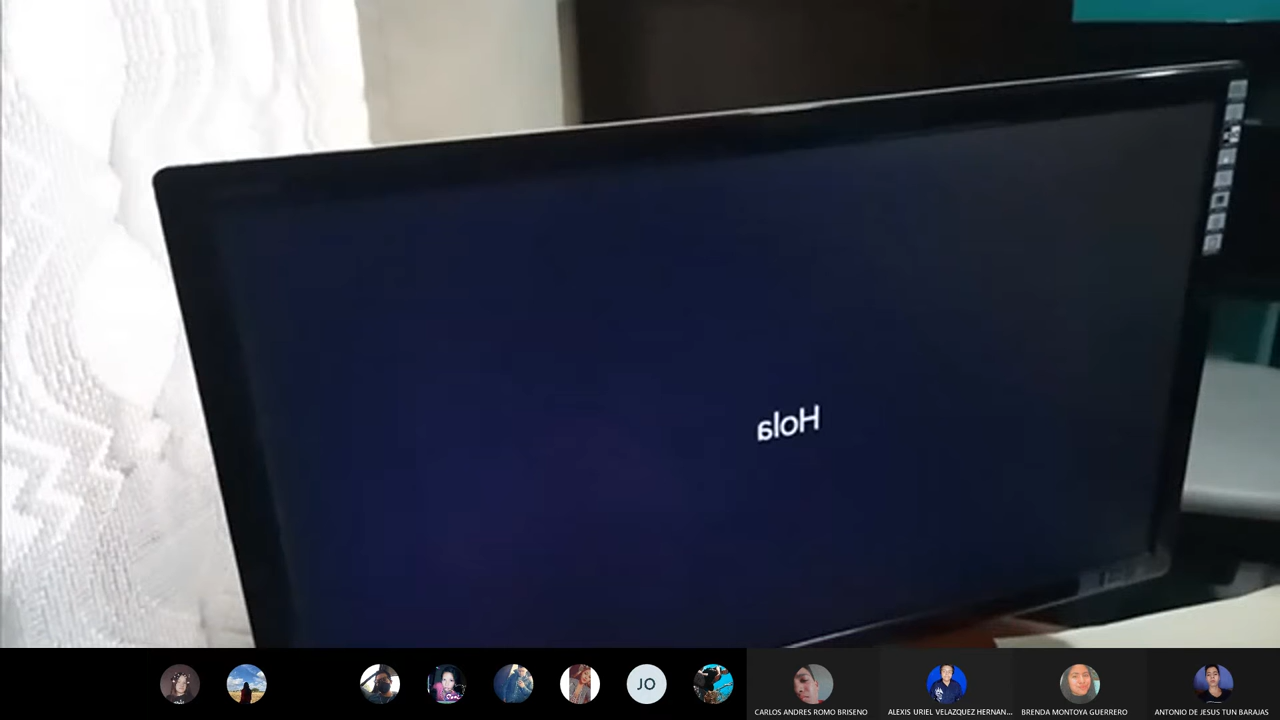 Hola
JO
CARLOS ANDRES ROMO BRISENO
ALEXIS URIEL VELAZQUEZ HERNAN...
BRENDA MONTOYA GUERRERO
ANTONIO DE JESUS TUN BARAJAS